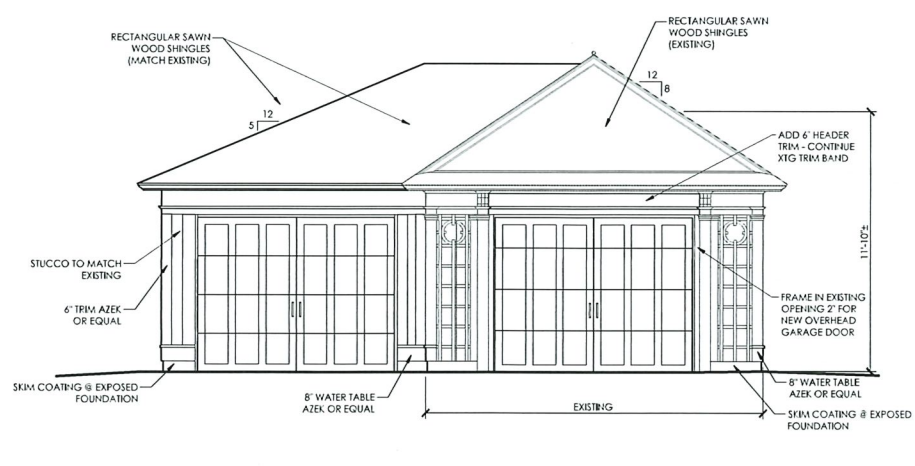 RECTANGULAR SAWN
WOOD SHINGLES
(MATCH EXISTING)
RECTANGULAR SAWN
WOOD SHINGLES
(EXISTING)
12
5
12
8
ADD 6" HEADER
TRIM - CONTINUE
XTG TRIM BAND
11'-10"±
STUCCO TO MATCH
EXISTING
6" TRIM AZEK
OR EQUAL
FRAME IN EXISTING
OPENING 2" FOR
NEW OVERHEAD
GARAGE DOOR
SKIM COATING @ EXPOSED
FOUNDATION
8" WATER TABLE
AZEK OR EQUAL
EXISTING
8" WATER TABLE
AZEK OR EQUAL
SKIM COATING @ EXPOSED
FOUNDATION